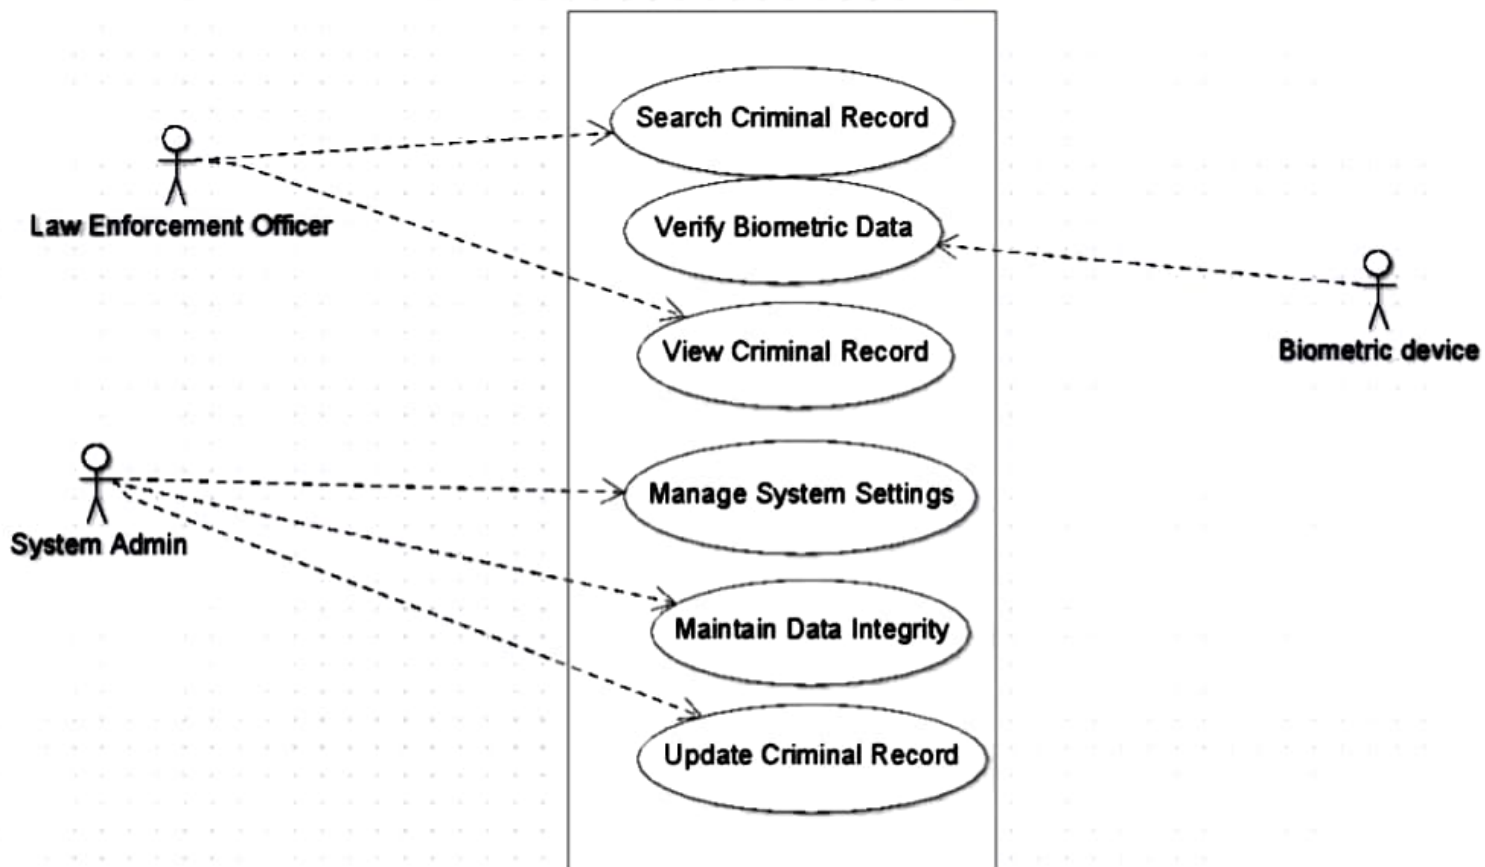 Search Criminal Record
Law Enforcement Officer
Verify Biometric Data
View Criminal Record
Biometric device
Manage System Settings
System Admin
Maintain Data Integrity
Update Criminal Record